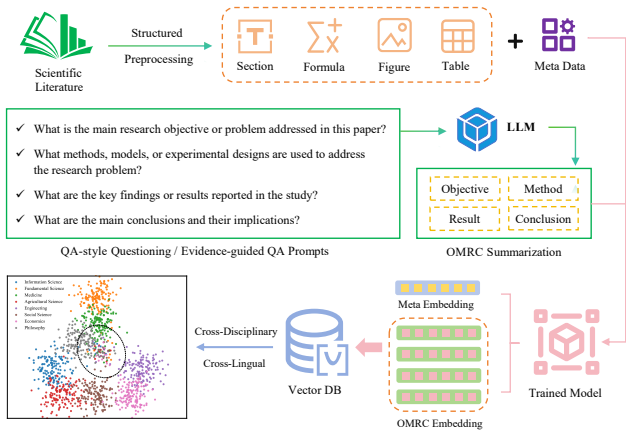 Structured
Preprocessing
Scientific
Literature
Section
Formula
Figure
Table
Meta Data
✓ What is the main research objective or problem addressed in this paper?
✓ What methods, models, or experimental designs are used to address
the research problem?
✓ What are the key findings or results reported in the study?
✓ What are the main conclusions and their implications?
QA-style Questioning / Evidence-guided QA Prompts
LLM
Objective
Method
Result
Conclusion
OMRC Summarization
Information Science
Fundamental Science
Medicine
Agricultural Science
Engineering
Social Science
Economics
Philosophy
Cross-Disciplinary
Cross-Lingual
Vector DB
Meta Embedding
OMRC Embedding
Trained Model